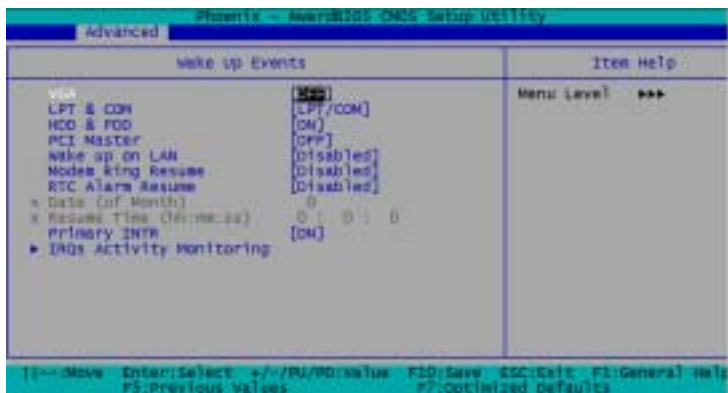 Phoenix - AwardBIOS CMOS Setup Utility
Advanced
Wake Up Events
Item Help
VGA [OFF]
Menu Level ▸▸▸
LPT & COM [LPT/COM]
HDD & FDD [ON]
PCI Master [OFF]
Wake up on LAN [Disabled]
Modem Ring Resume [Disabled]
RTC Alarm Resume [Disabled]
x Date (of Month) 0
x Resume Time (hh:mm:ss) 0 : 0 : 0
Primary INTR [ON]
▸ IRQs Activity Monitoring
:Move Enter:Select +/-/PU/PD:Value F10:Save ESC:Exit F1:General Help
F5:Previous Values F7:Optimized Defaults